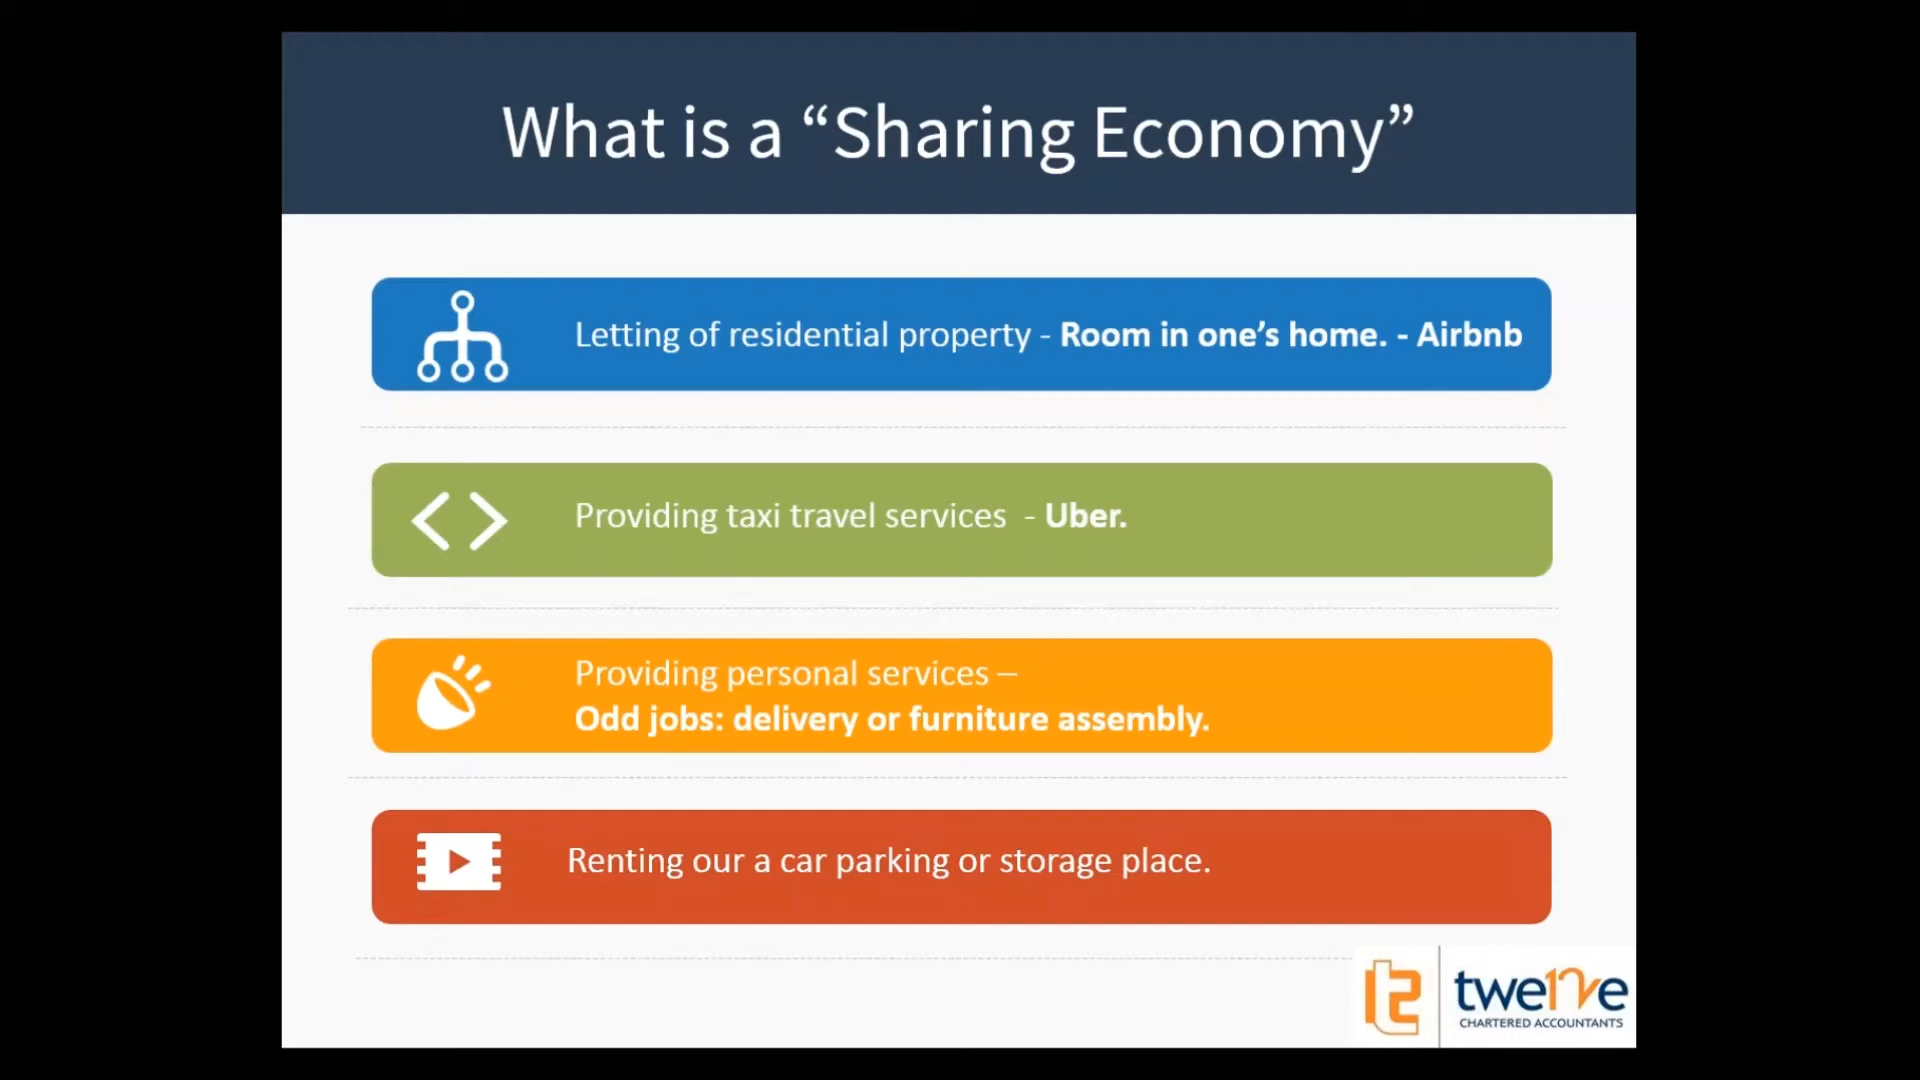 What is a “Sharing Economy”
Letting of residential property - Room in one’s home. - Airbnb
Providing taxi travel services - Uber.
Providing personal services –
Odd jobs: delivery or furniture assembly.
Renting our a car parking or storage place.
twe12ve
CHARTERED ACCOUNTANTS